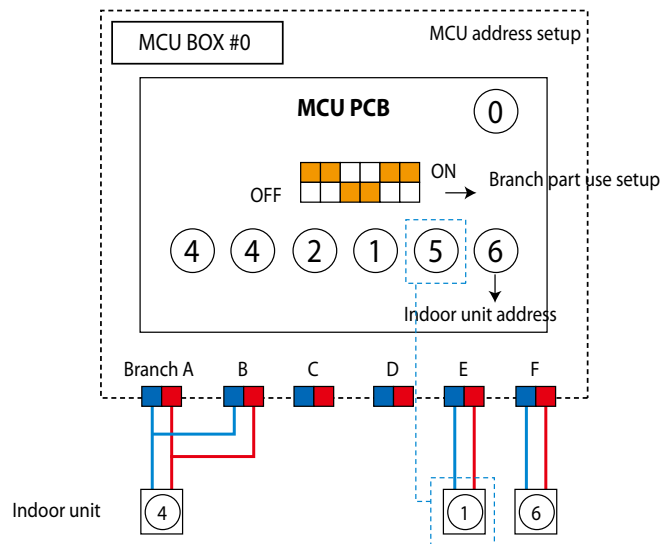 MCU BOX #0
MCU address setup
MCU PCB
0
ON
OFF
Branch part use setup
4 4 2 1 5 6
Indoor unit address
Branch A B C D E F
Indoor unit
4 1 6